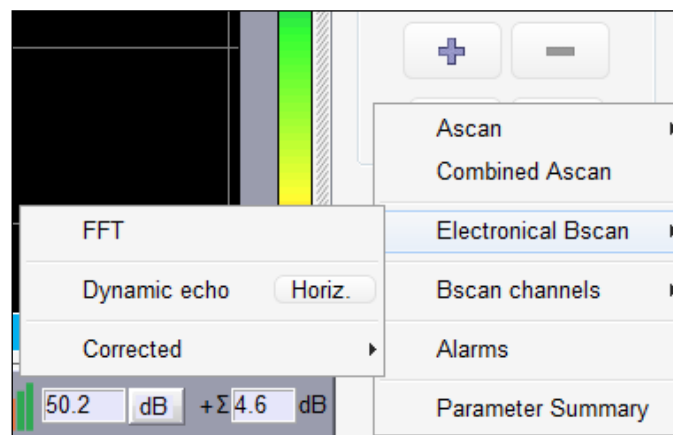 Ascan
Combined Ascan
FFT
Electronical Bscan
Dynamic echo Horiz.
Bscan channels
Corrected
Alarms
50.2 dB +Σ 4.6 dB
Parameter Summary